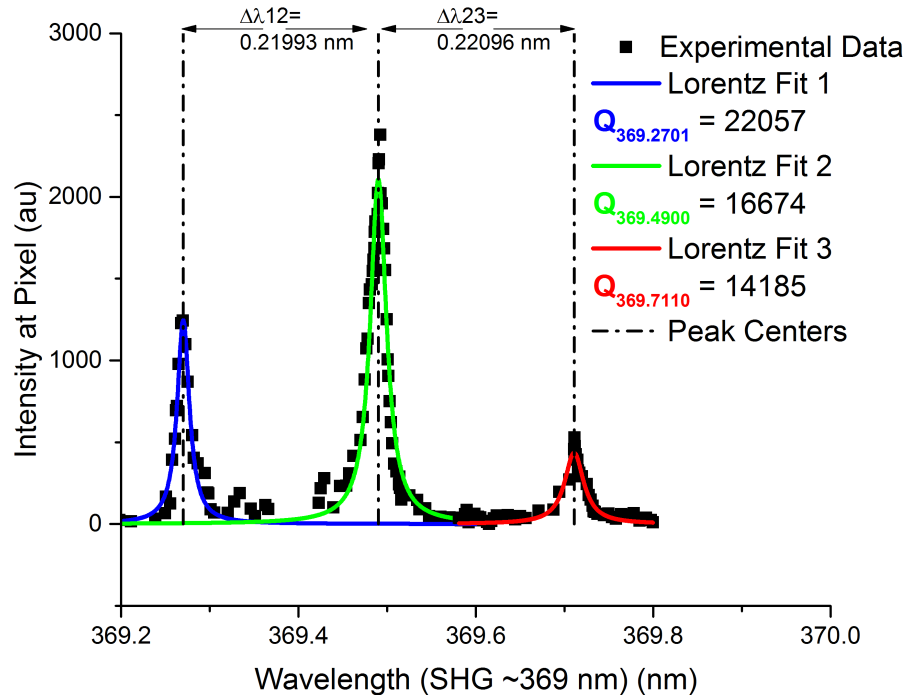 Δλ12=
0.21993 nm
Δλ23=
0.22096 nm
3000
2000
1000
0
Intensity at Pixel (au)
Experimental Data
Lorentz Fit 1
Q369.2701 = 22057
Lorentz Fit 2
Q369.4900 = 16674
Lorentz Fit 3
Q369.7110 = 14185
Peak Centers
369.2 369.4 369.6 369.8 370.0
Wavelength (SHG ~369 nm) (nm)